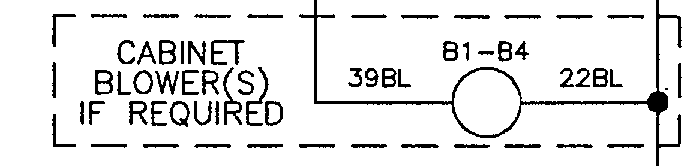 CABINET
BLOWER(S)
IF REQUIRED
B1-B4
39BL
22BL